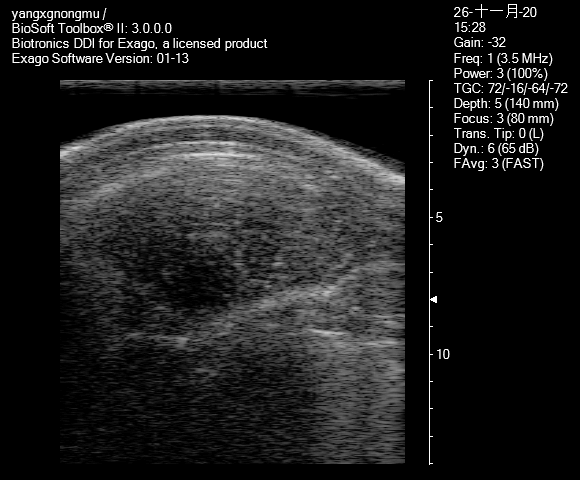 yangxgnongmu /
BioSoft Toolbox® II: 3.0.0.0
Biotronics DDI for Exago, a licensed product
Exago Software Version: 01-13
26-十一月-20
15:28
Gain: -32
Freq: 1 (3.5 MHz)
Power: 3 (100%)
TGC: 72/-16/-64/-72
Depth: 5 (140 mm)
Focus: 3 (80 mm)
Trans. Tip: 0 (L)
Dyn.: 6 (65 dB)
FAvg: 3 (FAST)
5
10